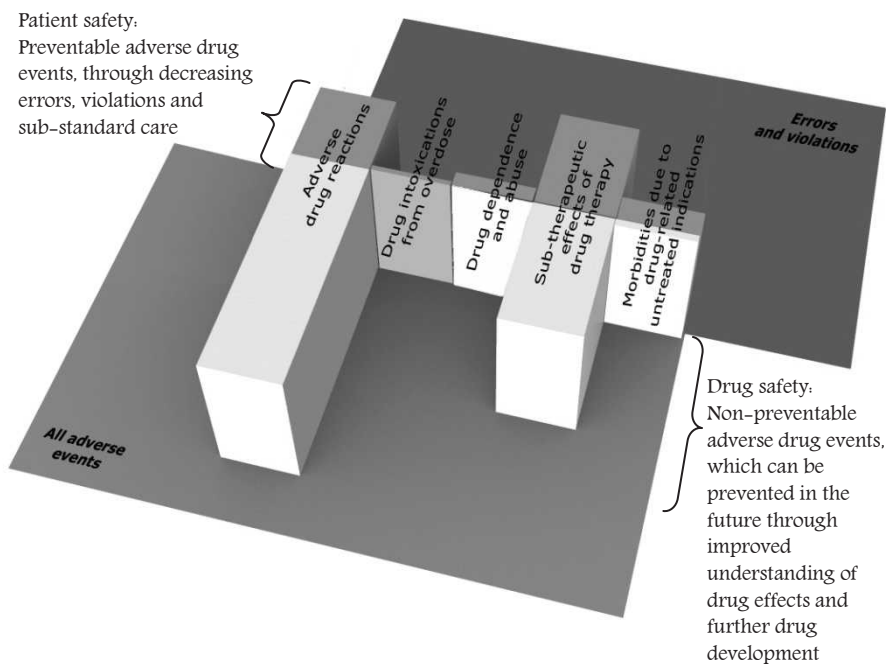 Patient safety:
Preventable adverse drug
events, through decreasing
errors, violations and
sub-standard care
Errors
and violations
Adverse
drug reactions
Drug intoxications
from overdose
Drug dependence
and abuse
Sub-therapeutic
effects of
drug therapy
Morbidities due to
drug-related
untreated indications
All adverse
events
Drug safety:
Non-preventable
adverse drug events,
which can be
prevented in the
future through
improved
understanding of
drug effects and
further drug
development